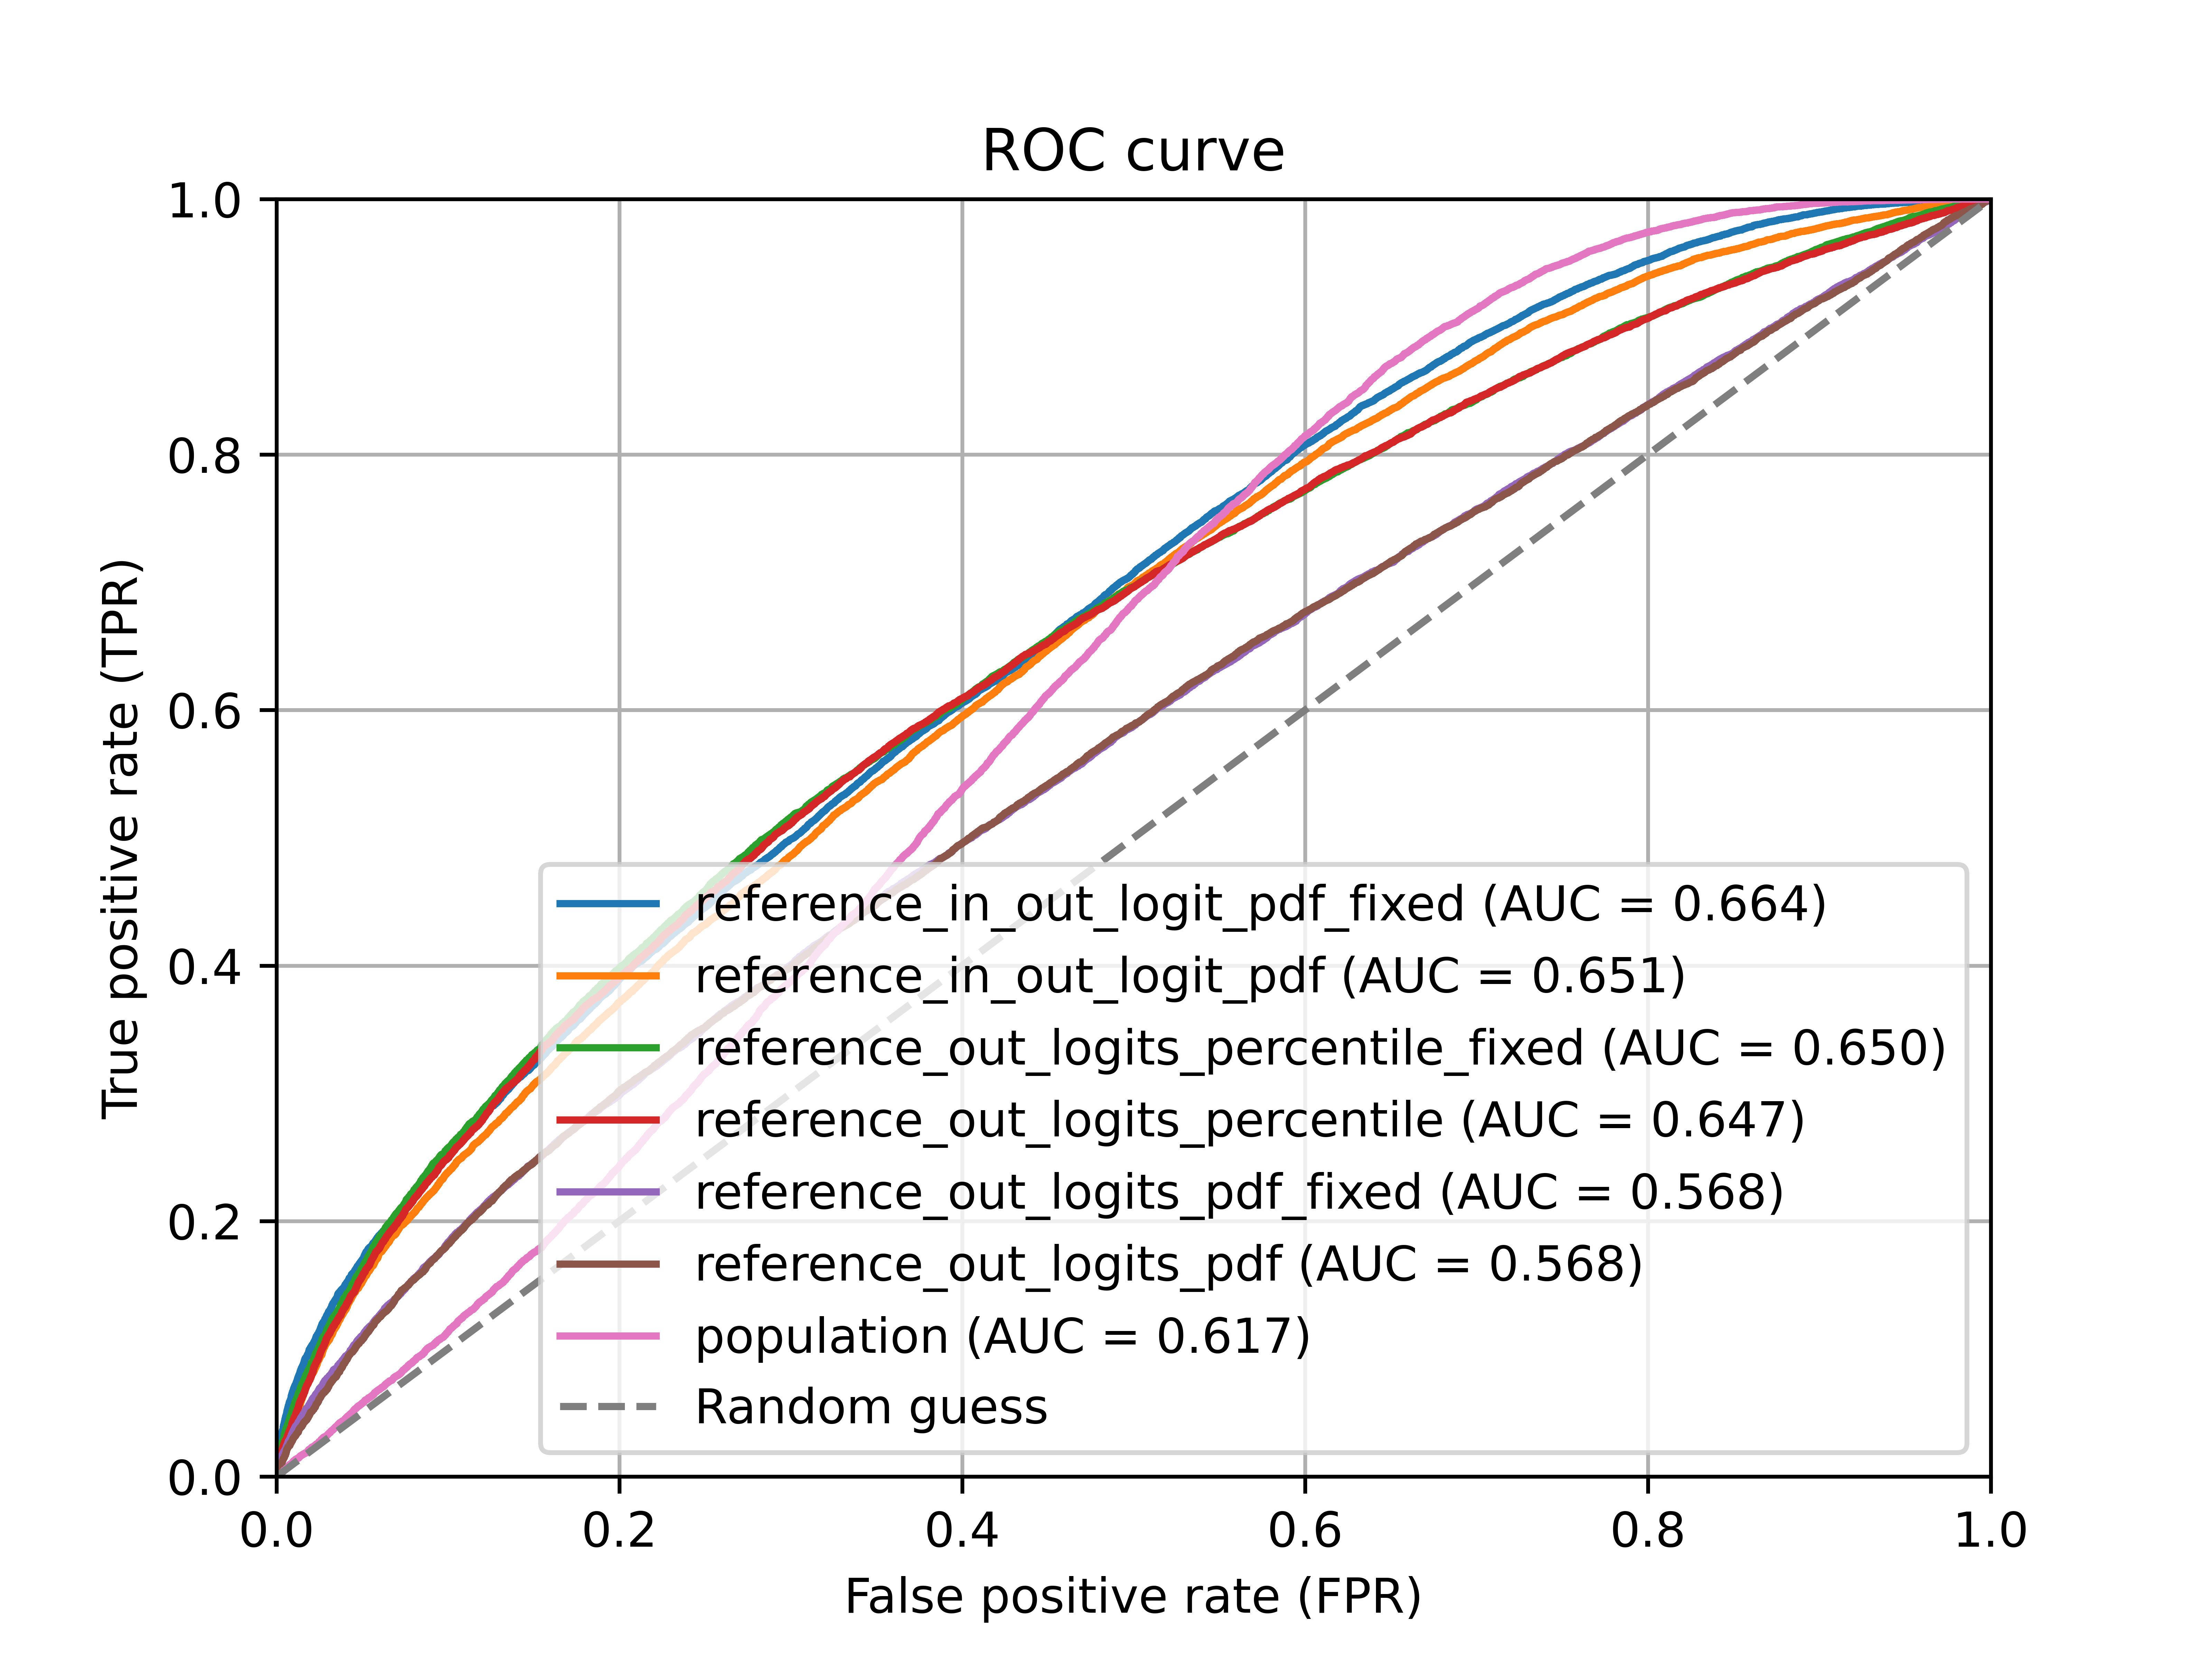 ROC curve
1.0
0.8
0.6
0.4
0.2
0.0
True positive rate (TPR)
reference_in_out_logit_pdf_fixed (AUC = 0.664)
reference_in_out_logit_pdf (AUC = 0.651)
reference_out_logits_percentile_fixed (AUC = 0.650)
reference_out_logits_percentile (AUC = 0.647)
reference_out_logits_pdf_fixed (AUC = 0.568)
reference_out_logits_pdf (AUC = 0.568)
population (AUC = 0.617)
Random guess
0.0 0.2 0.4 0.6 0.8 1.0
False positive rate (FPR)